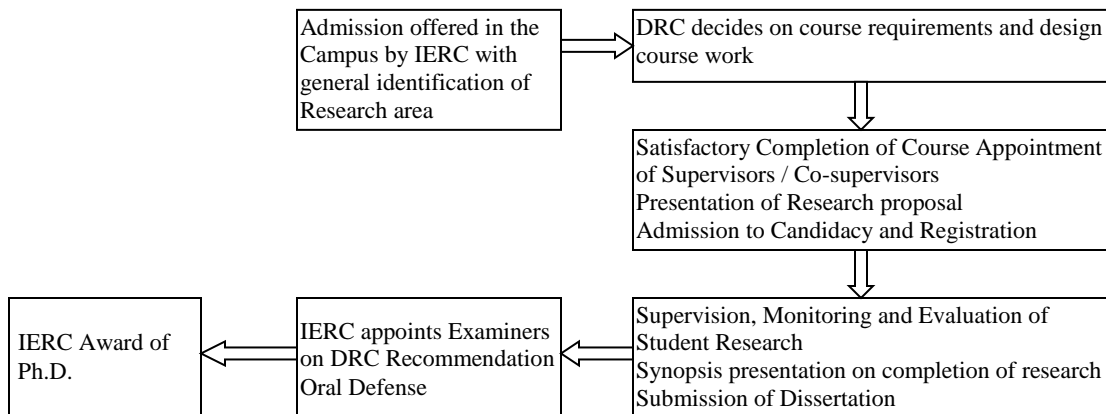 Admission offered in the
Campus by IERC with
general identification of
Research area
DRC decides on course requirements and design
course work
Satisfactory Completion of Course Appointment
of Supervisors / Co-supervisors
Presentation of Research proposal
Admission to Candidacy and Registration
Supervision, Monitoring and Evaluation of
Student Research
Synopsis presentation on completion of research
Submission of Dissertation
IERC appoints Examiners
on DRC Recommendation
Oral Defense
IERC Award of
Ph.D.